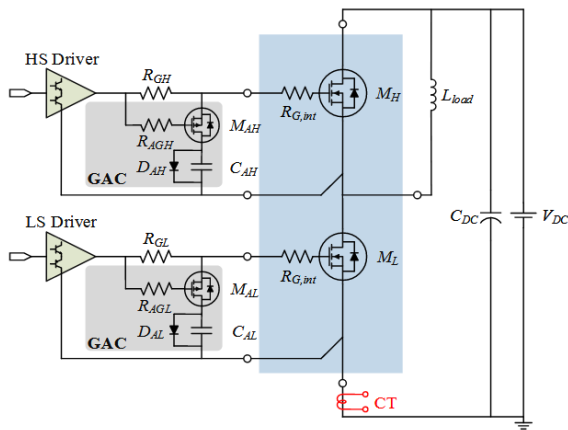 HS Driver
R_GH
R_AGH
M_AH
D_AH
C_AH
GAC
R_G,int
M_H
L_load
LS Driver
R_GL
R_AGL
M_AL
D_AL
C_AL
GAC
R_G,int
M_L
C_DC
V_DC
CT